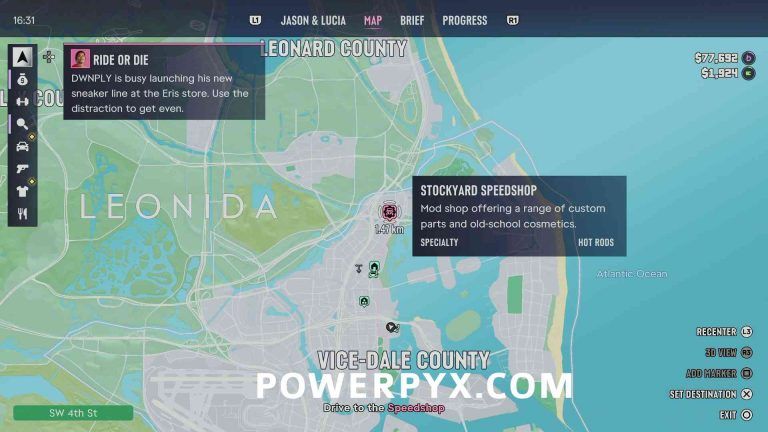 16:31
L1
JASON & LUCIA
MAP
BRIEF
PROGRESS
R1
LEONARD COUNTY
RIDE OR DIE
DWNPLY is busy launching his new
sneaker line at the Eris store. Use the
distraction to get even.
$77,692
$1,924
LEONIDA
STOCKYARD SPEEDSHOP
Mod shop offering a range of custom
parts and old-school cosmetics.
SPECIALTY
HOT RODS
1.47 km
Atlantic Ocean
RECENTER L3
3D VIEW R3
ADD MARKER
SET DESTINATION
EXIT
VICE-DALE COUNTY
POWERPYX.COM
Drive to the Speedshop
SW 4th St